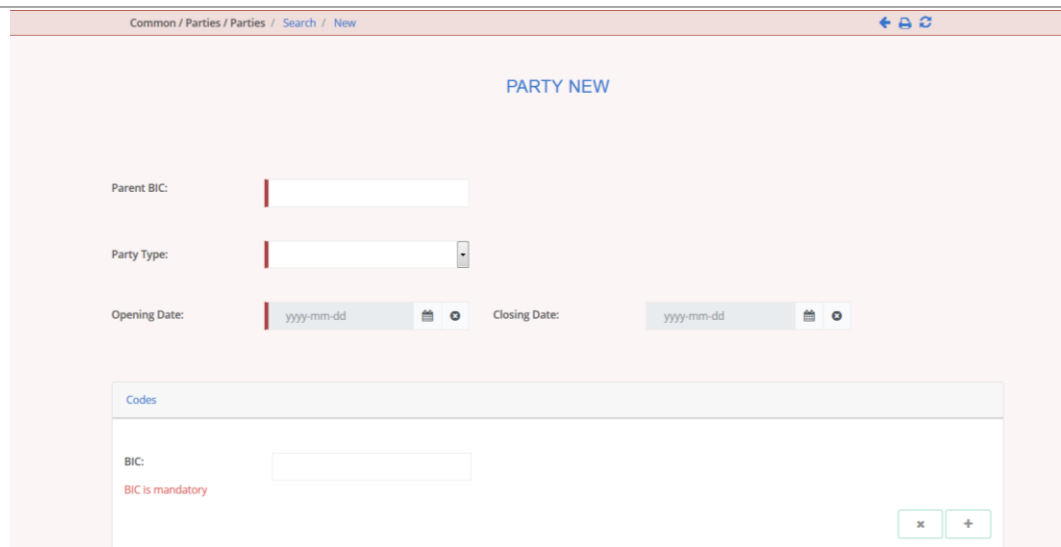 Common / Parties / Parties / Search / New
PARTY NEW
Parent BIC:
Party Type:
Opening Date: yyyy-mm-dd Closing Date: yyyy-mm-dd
Codes
BIC:
BIC is mandatory